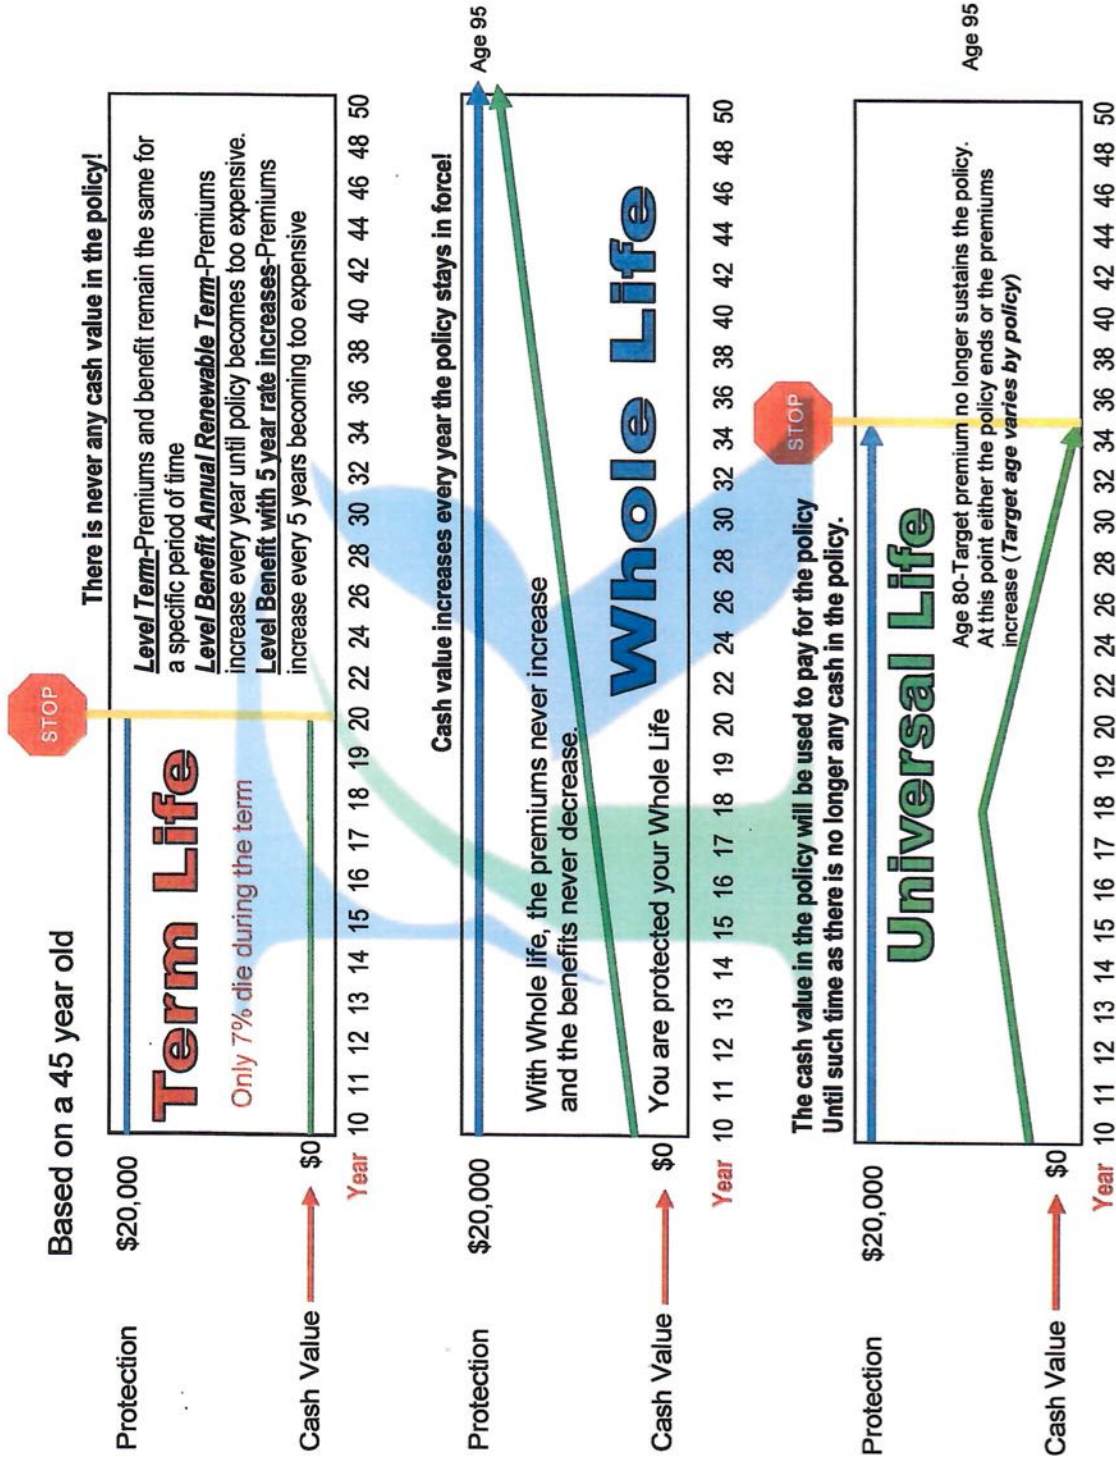 Based on a 45 year old
STOP
There is never any cash value in the policy!
Protection
$20,000
Term Life
Only 7% die during the term
Level Term-Premiums and benefit remain the same for
a specific period of time
Level Benefit Annual Renewable Term-Premiums
increase every year until policy becomes too expensive.
Level Benefit with 5 year rate increases-Premiums
increase every 5 years becoming too expensive
Cash Value
$0
Year
10 11 12 13 14 15 16 17 18 19 20 22 24 26 28 30 32 34 36 38 40 42 44 46 48 50
Cash value increases every year the policy stays in force!
Protection
$20,000
Age 95
With Whole life, the premiums never increase
and the benefits never decrease.
Whole Life
You are protected your Whole Life
Cash Value
$0
Year
10 11 12 13 14 15 16 17 18 19 20 22 24 26 28 30 32 34 36 38 40 42 44 46 48 50
The cash value in the policy will be used to pay for the policy
Until such time as there is no longer any cash in the policy.
STOP
Protection
$20,000
Universal Life
Age 80-Target premium no longer sustains the policy.
At this point either the policy ends or the premiums
increase (Target age varies by policy)
Age 95
Cash Value
$0
Year
10 11 12 13 14 15 16 17 18 19 20 22 24 26 28 30 32 34 36 38 40 42 44 46 48 50